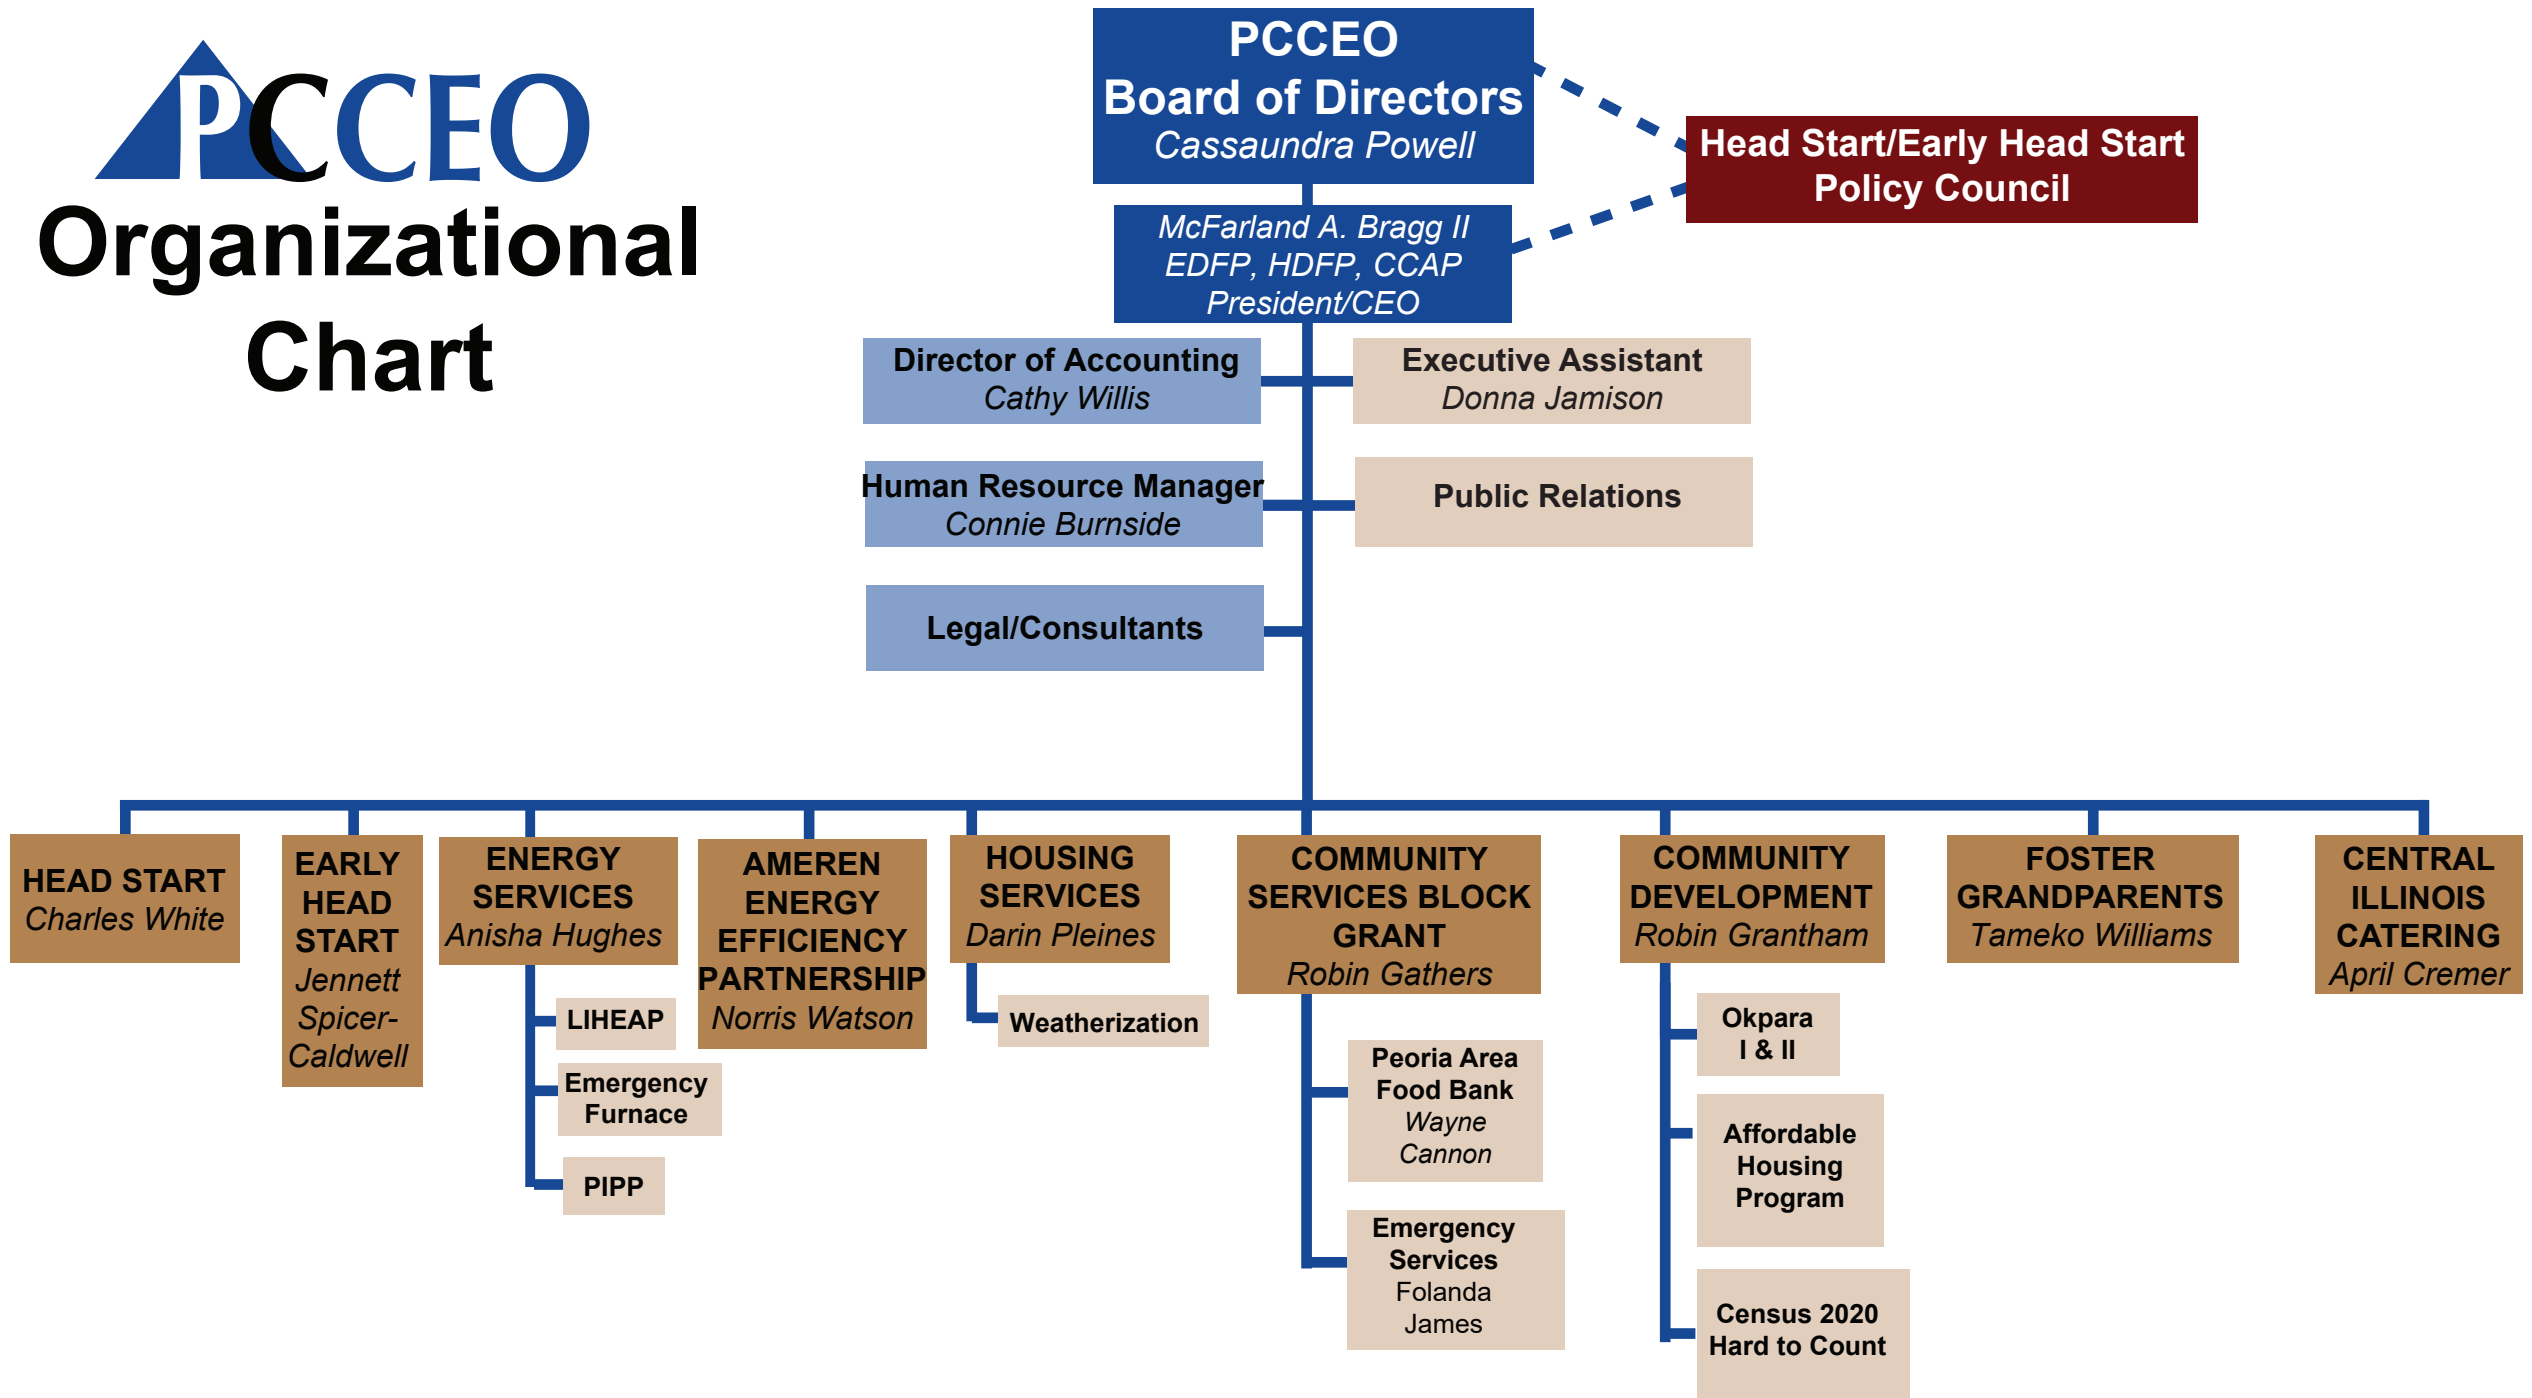 PCCEO
Organizational
Chart
PCCEO
Board of Directors
Cassaundra Powell
Head Start/Early Head Start
Policy Council
McFarland A. Bragg II
EDFP, HDFP, CCAP
President/CEO
Director of Accounting
Cathy Willis
Executive Assistant
Donna Jamison
Human Resource Manager
Connie Burnside
Public Relations
Legal/Consultants
HEAD START
Charles White
EARLY
HEAD
START
Jennett
Spicer-
Caldwell
ENERGY
SERVICES
Anisha Hughes
LIHEAP
Emergency
Furnace
PIPP
AMEREN
ENERGY
EFFICIENCY
PARTNERSHIP
Norris Watson
HOUSING
SERVICES
Darin Pleines
Weatherization
COMMUNITY
SERVICES BLOCK
GRANT
Robin Gathers
Peoria Area
Food Bank
Wayne
Cannon
Emergency
Services
Folanda
James
COMMUNITY
DEVELOPMENT
Robin Grantham
Okpara
I & II
Affordable
Housing
Program
Census 2020
Hard to Count
FOSTER
GRANDPARENTS
Tameko Williams
CENTRAL
ILLINOIS
CATERING
April Cremer